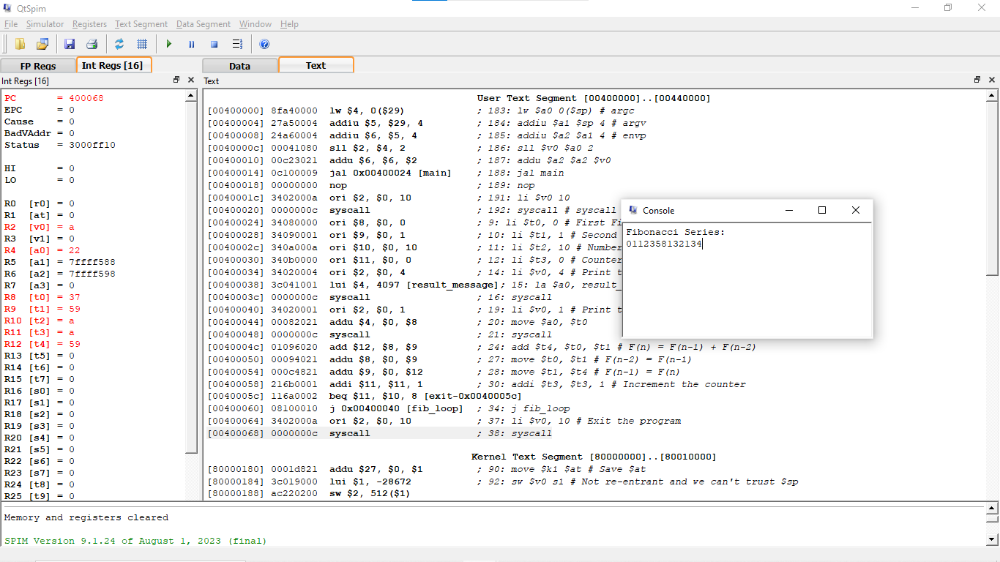 QtSpim
File Simulator Registers Text Segment Data Segment Window Help
FP Regs Int Regs [16] Data Text
Int Regs [16] Text
PC = 400068
EPC = 0
Cause = 0
BadVAddr = 0
Status = 3000ff10
HI = 0
LO = 0
R0 [r0] = 0
R1 [at] = 0
R2 [v0] = a
R3 [v1] = 0
R4 [a0] = 22
R5 [a1] = 7ffff588
R6 [a2] = 7ffff598
R7 [a3] = 0
R8 [t0] = 37
R9 [t1] = 59
R10 [t2] = a
R11 [t3] = a
R12 [t4] = 59
R13 [t5] = 0
R14 [t6] = 0
R15 [t7] = 0
R16 [s0] = 0
R17 [s1] = 0
R18 [s2] = 0
R19 [s3] = 0
R20 [s4] = 0
R21 [s5] = 0
R22 [s6] = 0
R23 [s7] = 0
R24 [t8] = 0
R25 [t9] = 0
User Text Segment [00400000]..[00440000]
[00400000] 8fa40000 lw $4, 0($29) ; 183: lw $a0 0($sp) # argc
[00400004] 27a50004 addiu $5, $29, 4 ; 184: addiu $a1 $sp 4 # argv
[00400008] 24a60004 addiu $6, $5, 4 ; 185: addiu $a2 $a1 4 # envp
[0040000c] 00041080 sll $2, $4, 2 ; 186: sll $v0 $a0 2
[00400010] 00c23021 addu $6, $6, $2 ; 187: addu $a2 $a2 $v0
[00400014] 0c100009 jal 0x00400024 [main] ; 188: jal main
[00400018] 00000000 nop ; 189: nop
[0040001c] 3402000a ori $2, $0, 10 ; 191: li $v0 10
[00400020] 0000000c syscall ; 192: syscall # syscall
[00400024] 34080000 ori $8, $0, 0 ; 9: li $t0, 0 # First Fi
[00400028] 34090001 ori $9, $0, 1 ; 10: li $t1, 1 # Second
[0040002c] 340a000a ori $10, $0, 10 ; 11: li $t2, 10 # Number
[00400030] 340b0000 ori $11, $0, 0 ; 12: li $t3, 0 # Counter
[00400034] 34020004 ori $2, $0, 4 ; 14: li $v0, 4 # Print t
[00400038] 3c041001 lui $4, 4097 [result_message]; 15: la $a0, result_
[0040003c] 0000000c syscall ; 16: syscall
[00400040] 34020001 ori $2, $0, 1 ; 19: li $v0, 1 # Print t
[00400044] 00082021 addu $4, $0, $8 ; 20: move $a0, $t0
[00400048] 0000000c syscall ; 21: syscall
[0040004c] 01096020 add $12, $8, $9 ; 24: add $t4, $t0, $t1 # F(n) = F(n-1) + F(n-2)
[00400050] 00094021 addu $8, $0, $9 ; 27: move $t0, $t1 # F(n-2) = F(n-1)
[00400054] 000c4821 addu $9, $0, $12 ; 28: move $t1, $t4 # F(n-1) = F(n)
[00400058] 216b0001 addi $11, $11, 1 ; 30: addi $t3, $t3, 1 # Increment the counter
[0040005c] 116a0002 beq $11, $10, 8 [exit-0x0040005c]
[00400060] 08100010 j 0x00400040 [fib_loop] ; 34: j fib_loop
[00400064] 3402000a ori $2, $0, 10 ; 37: li $v0, 10 # Exit the program
[00400068] 0000000c syscall ; 38: syscall
Kernel Text Segment [80000000]..[80010000]
[80000180] 0001d821 addu $27, $0, $1 ; 90: move $k1 $at # Save $at
[80000184] 3c019000 lui $1, -28672 ; 92: sw $v0 s1 # Not re-entrant and we can't trust $sp
[80000188] ac220200 sw $2, 512($1)
Console
Fibonacci Series:
0112358132134
Memory and registers cleared
SPIM Version 9.1.24 of August 1, 2023 (final)